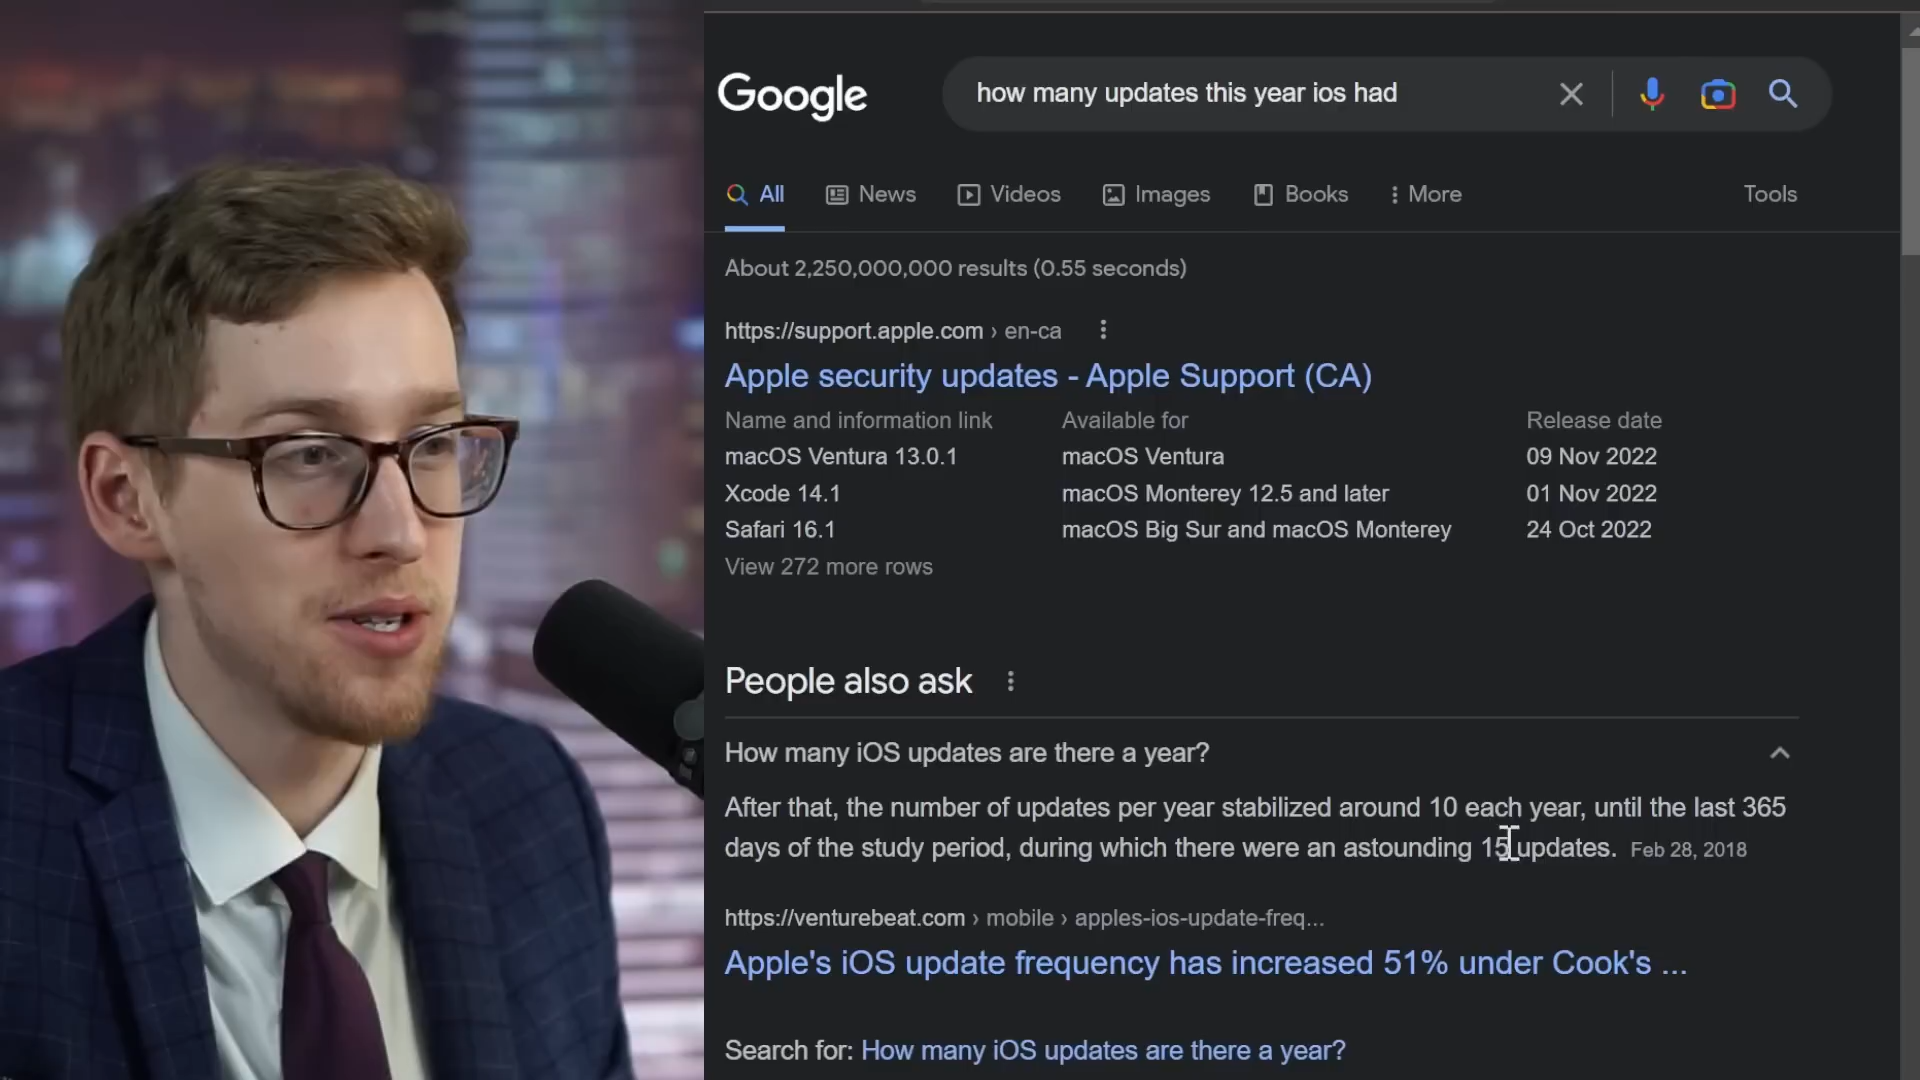 Google
how many updates this year ios had
All News Videos Images Books More Tools
About 2,250,000,000 results (0.55 seconds)
https://support.apple.com › en-ca
Apple security updates - Apple Support (CA)
Name and information link Available for Release date
macOS Ventura 13.0.1 macOS Ventura 09 Nov 2022
Xcode 14.1 macOS Monterey 12.5 and later 01 Nov 2022
Safari 16.1 macOS Big Sur and macOS Monterey 24 Oct 2022
View 272 more rows
People also ask
How many iOS updates are there a year?
After that, the number of updates per year stabilized around 10 each year, until the last 365
days of the study period, during which there were an astounding 15 updates. Feb 28, 2018
https://venturebeat.com › mobile › apples-ios-update-freq...
Apple's iOS update frequency has increased 51% under Cook's ...
Search for: How many iOS updates are there a year?